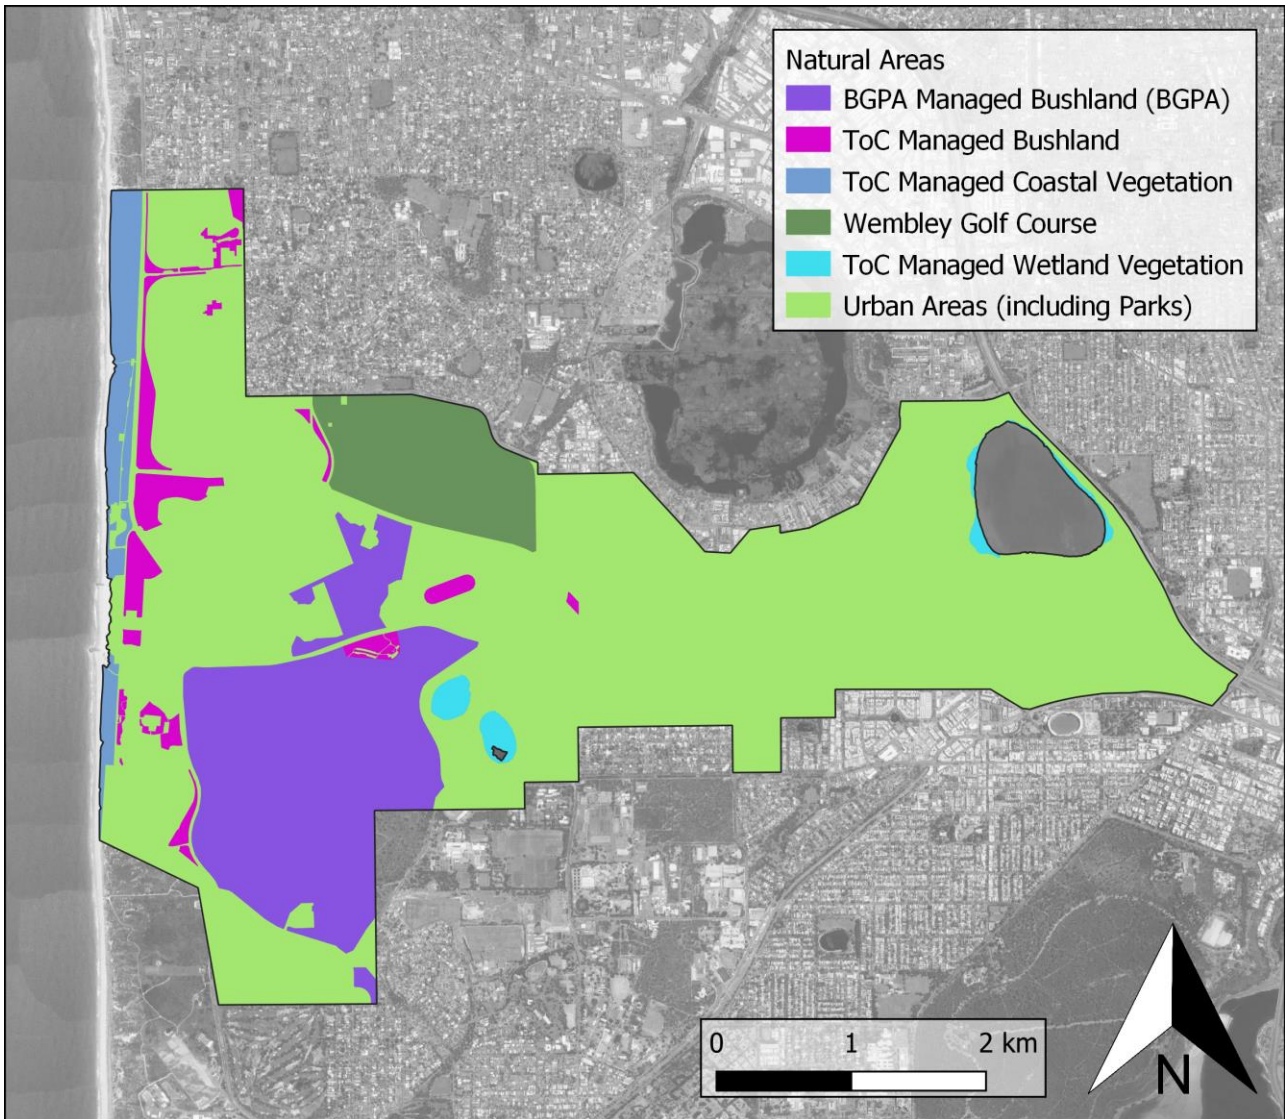 Natural Areas
BGPA Managed Bushland (BGPA)
ToC Managed Bushland
ToC Managed Coastal Vegetation
Wembley Golf Course
ToC Managed Wetland Vegetation
Urban Areas (including Parks)
0 1 2 km
N